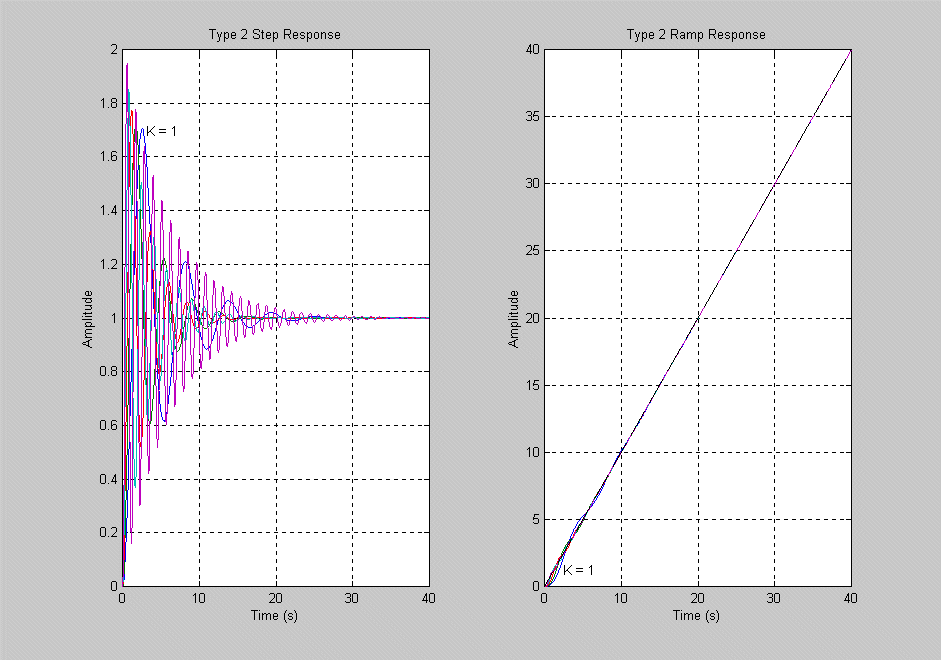 Type 2 Step Response
2
1.8
1.6
1.4
1.2
1
0.8
0.6
0.4
0.2
0
Amplitude
K = 1
0 10 20 30 40
Time (s)
Type 2 Ramp Response
40
35
30
25
20
15
10
5
0
Amplitude
K = 1
0 10 20 30 40
Time (s)